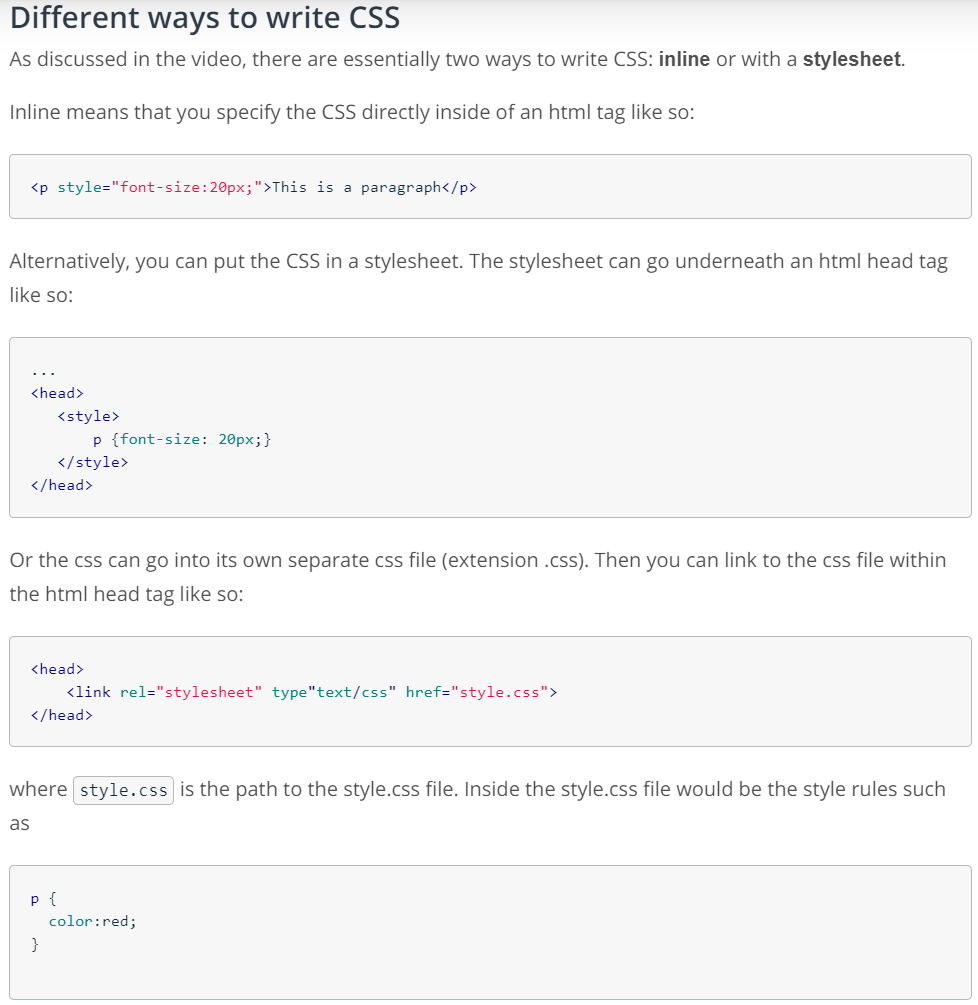 Different ways to write CSS
As discussed in the video, there are essentially two ways to write CSS: inline or with a stylesheet.
Inline means that you specify the CSS directly inside of an html tag like so:
<p style="font-size:20px;">This is a paragraph</p>
Alternatively, you can put the CSS in a stylesheet. The stylesheet can go underneath an html head tag
like so:
...
<head>
   <style>
       p {font-size: 20px;}
   </style>
</head>
Or the css can go into its own separate css file (extension .css). Then you can link to the css file within
the html head tag like so:
<head>
    <link rel="stylesheet" type"text/css" href="style.css">
</head>
where style.css is the path to the style.css file. Inside the style.css file would be the style rules such
as
p {
  color:red;
}